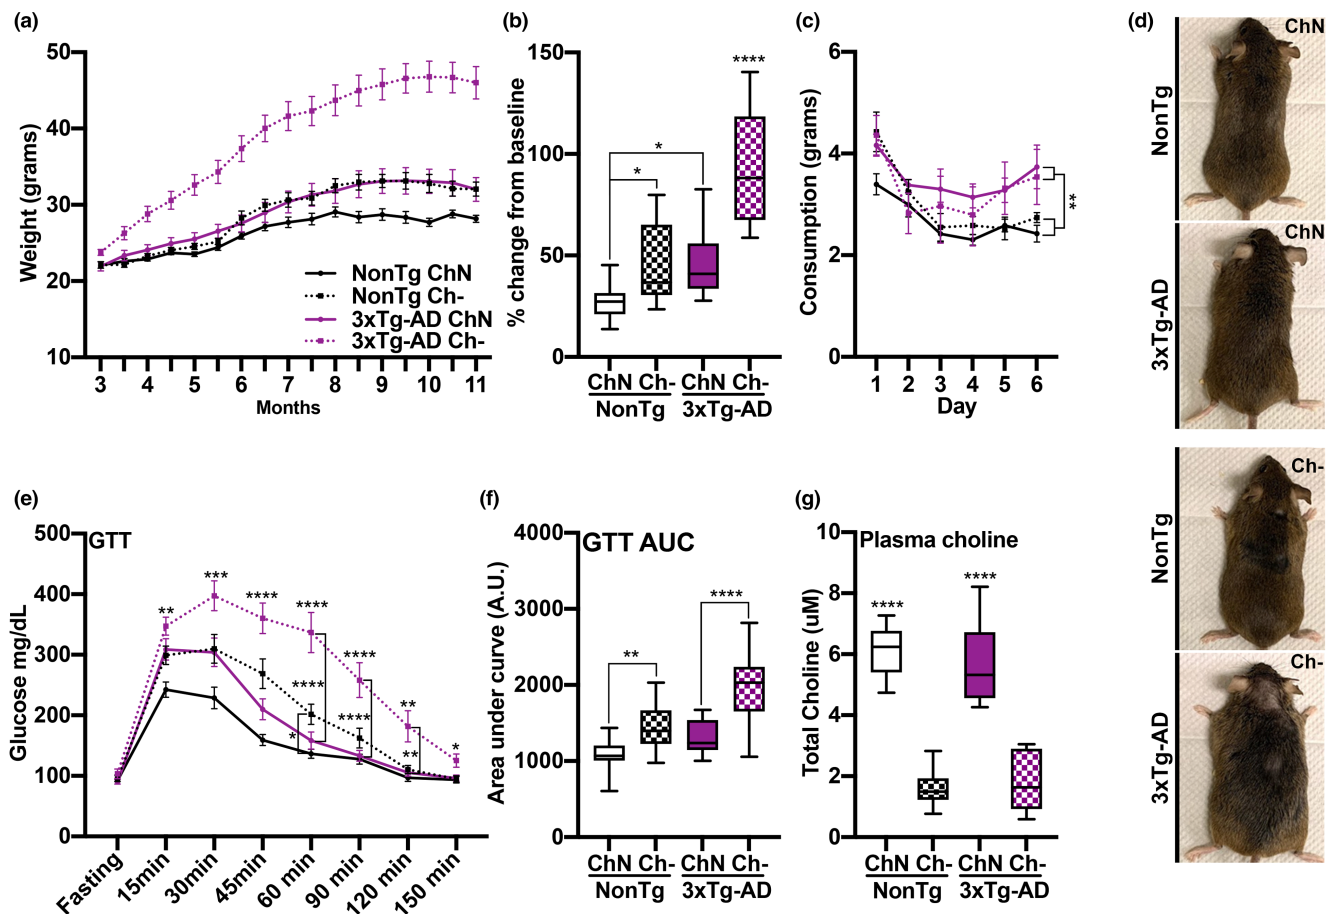 (a)
50
40
30
20
10
Weight (grams)
NonTg ChN
NonTg Ch-
3xTg-AD ChN
3xTg-AD Ch-
3 4 5 6 7 8 9 10 11
Months
(b)
150
100
50
0
% change from baseline
****
*
*
ChN Ch- ChN Ch-
NonTg 3xTg-AD
(c)
6
4
2
0
Consumption (grams)
**
1 2 3 4 5 6
Day
(d)
ChN
NonTg
ChN
3xTg-AD
Ch-
NonTg
Ch-
3xTg-AD
(e)
GTT
500
400
300
200
100
0
Glucose mg/dL
** *** **** **** **** ** *
**** **** **
*
Fasting 15min 30min 45min 60 min 90 min 120 min 150 min
(f)
GTT AUC
4000
3000
2000
1000
0
Area under curve (A.U.)
**
****
ChN Ch- ChN Ch-
NonTg 3xTg-AD
(g)
Plasma choline
10
8
6
4
2
0
Total Choline (uM)
**** ****
ChN Ch- ChN Ch-
NonTg 3xTg-AD